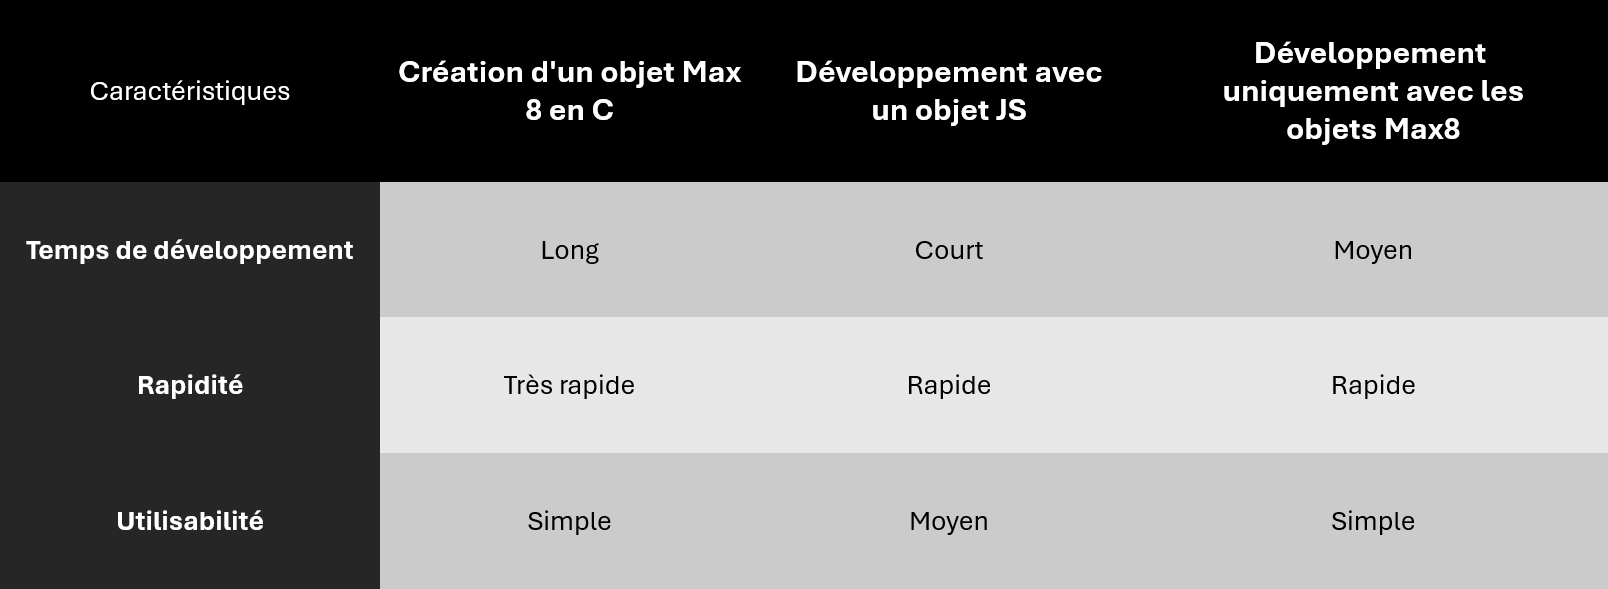 Caractéristiques
Création d'un objet Max
8 en C
Développement avec
un objet JS
Développement
uniquement avec les
objets Max8
Temps de développement
Long
Court
Moyen
Rapidité
Très rapide
Rapide
Rapide
Utilisabilité
Simple
Moyen
Simple